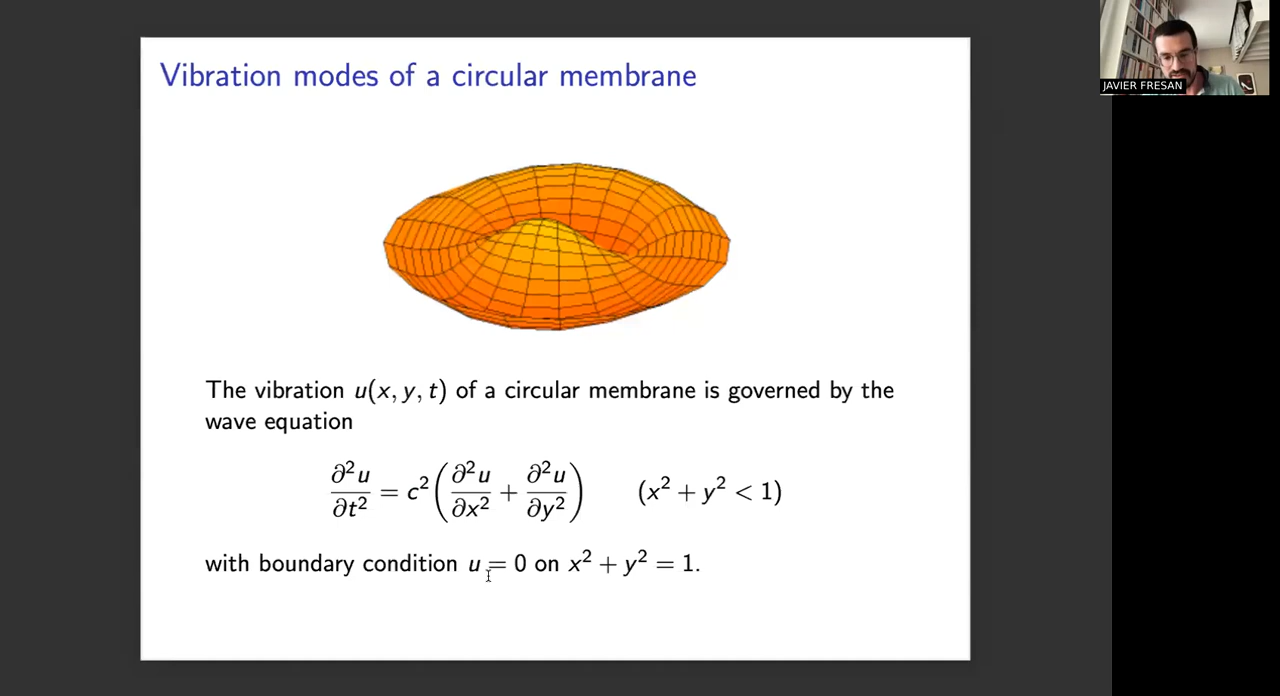 Vibration modes of a circular membrane
JAVIER FRESAN
The vibration u(x, y, t) of a circular membrane is governed by the
wave equation
∂²u/∂t² = c²(∂²u/∂x² + ∂²u/∂y²) (x² + y² < 1)
with boundary condition u = 0 on x² + y² = 1.